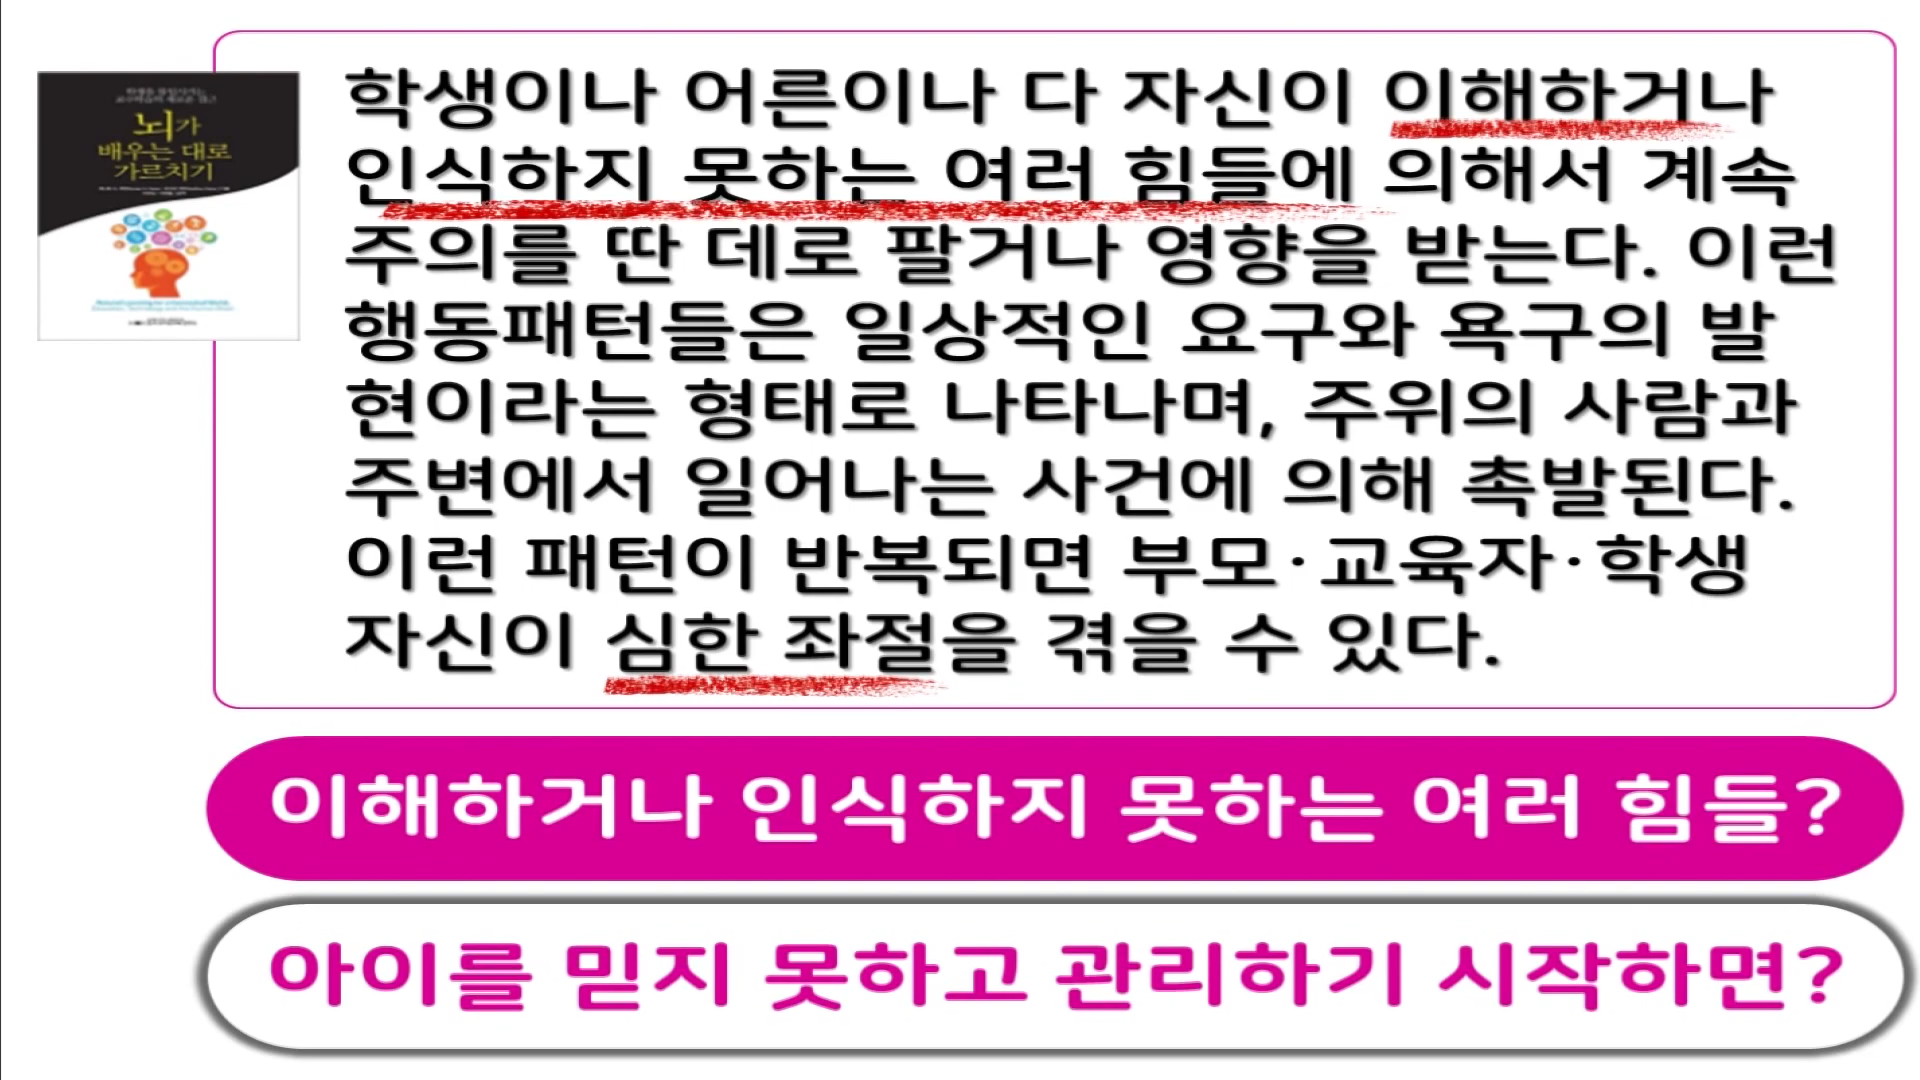 뇌가
배우는 대로
가르치기
학생이나 어른이나 다 자신이 이해하거나
인식하지 못하는 여러 힘들에 의해서 계속
주의를 딴 데로 팔거나 영향을 받는다. 이런
행동패턴들은 일상적인 요구와 욕구의 발
현이라는 형태로 나타나며, 주위의 사람과
주변에서 일어나는 사건에 의해 촉발된다.
이런 패턴이 반복되면 부모·교육자·학생
자신이 심한 좌절을 겪을 수 있다.
이해하거나 인식하지 못하는 여러 힘들?
아이를 믿지 못하고 관리하기 시작하면?